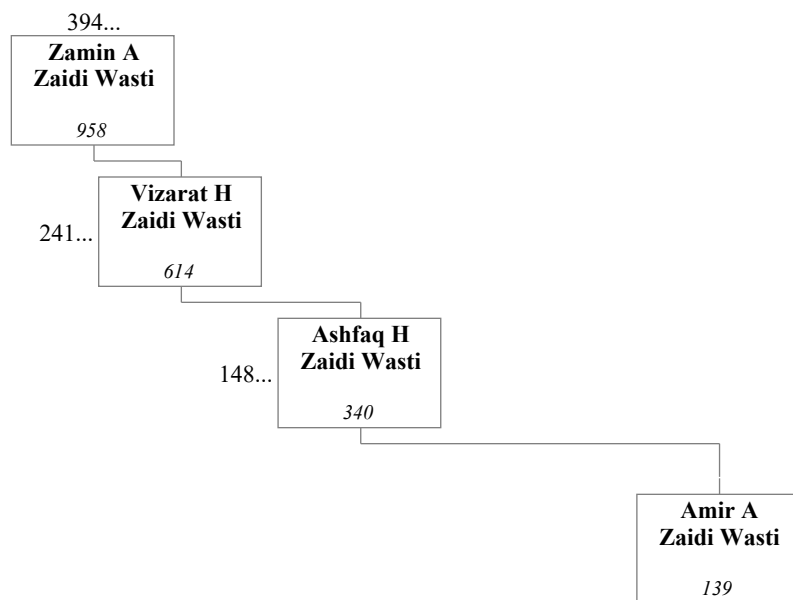 394...
Zamin A
Zaidi Wasti
958
Vizarat H
Zaidi Wasti
241...
614
Ashfaq H
Zaidi Wasti
148...
340
Amir A
Zaidi Wasti
139